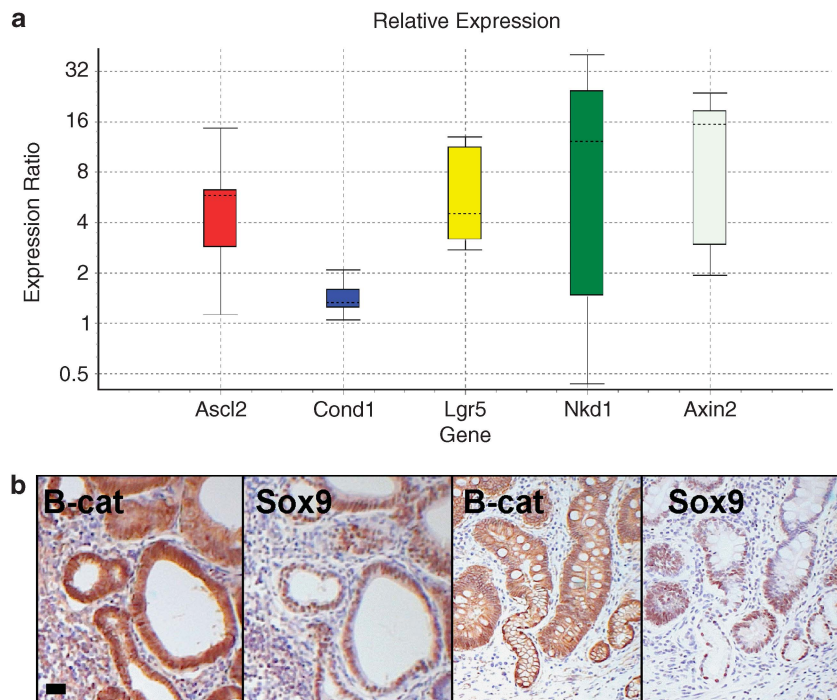 a
Relative Expression
32
16
8
4
2
1
0.5
Expression Ratio
Ascl2 Cond1 Lgr5 Nkd1 Axin2
Gene
b
B-cat Sox9 B-cat Sox9